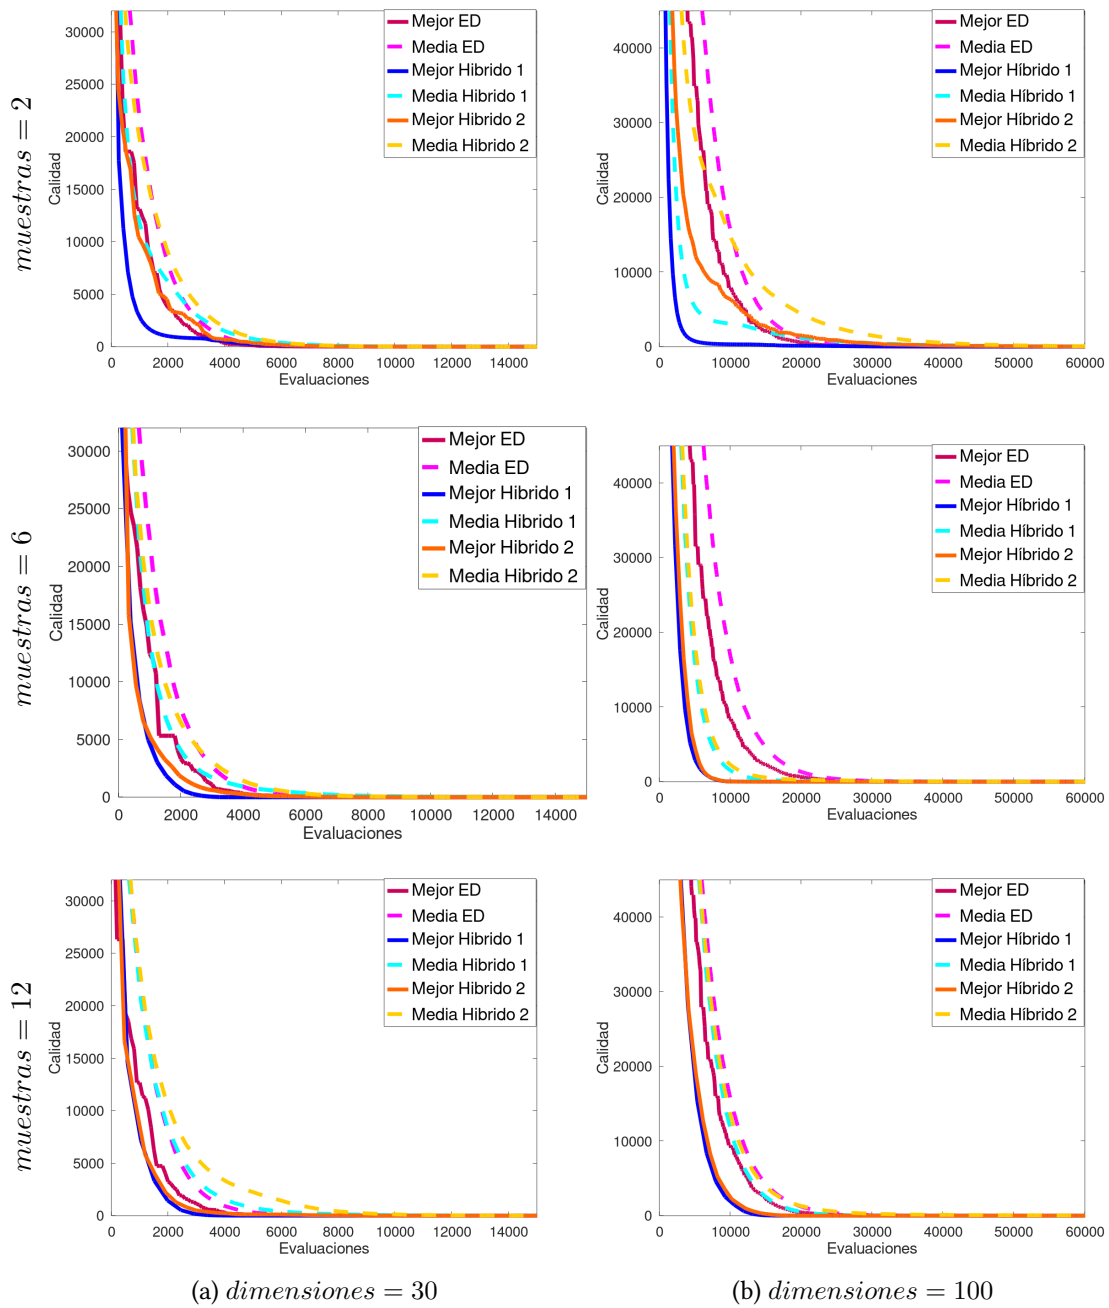 muestras = 2
Calidad
30000
25000
20000
15000
10000
5000
0
0 2000 4000 6000 8000 10000 12000 14000
Evaluaciones
Mejor ED
Media ED
Mejor Hibrido 1
Media Hibrido 1
Mejor Hibrido 2
Media Hibrido 2
Calidad
40000
30000
20000
10000
0
0 10000 20000 30000 40000 50000 60000
Evaluaciones
Mejor ED
Media ED
Mejor Híbrido 1
Media Híbrido 1
Mejor Híbrido 2
Media Híbrido 2
muestras = 6
Calidad
30000
25000
20000
15000
10000
5000
0
0 2000 4000 6000 8000 10000 12000 14000
Evaluaciones
Mejor ED
Media ED
Mejor Hibrido 1
Media Hibrido 1
Mejor Hibrido 2
Media Hibrido 2
Calidad
40000
30000
20000
10000
0
0 10000 20000 30000 40000 50000 60000
Evaluaciones
Mejor ED
Media ED
Mejor Híbrido 1
Media Híbrido 1
Mejor Híbrido 2
Media Híbrido 2
muestras = 12
Calidad
30000
25000
20000
15000
10000
5000
0
0 2000 4000 6000 8000 10000 12000 14000
Evaluaciones
Mejor ED
Media ED
Mejor Hibrido 1
Media Hibrido 1
Mejor Hibrido 2
Media Hibrido 2
Calidad
40000
30000
20000
10000
0
0 10000 20000 30000 40000 50000 60000
Evaluaciones
Mejor ED
Media ED
Mejor Híbrido 1
Media Híbrido 1
Mejor Híbrido 2
Media Híbrido 2
(a) dimensiones = 30
(b) dimensiones = 100